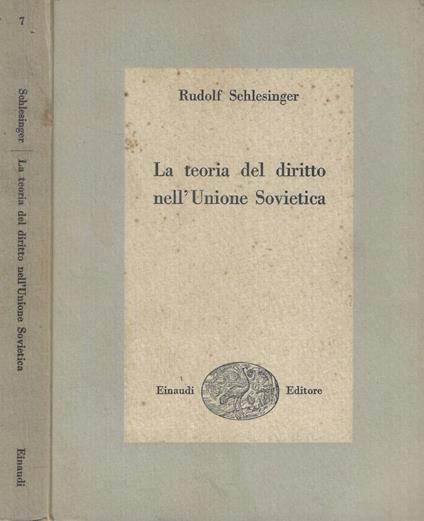 7
Schlesinger
La teoria del diritto nell'Unione Sovietica
Einaudi
Rudolf Schlesinger
La teoria del diritto
nell'Unione Sovietica
Einaudi Editore